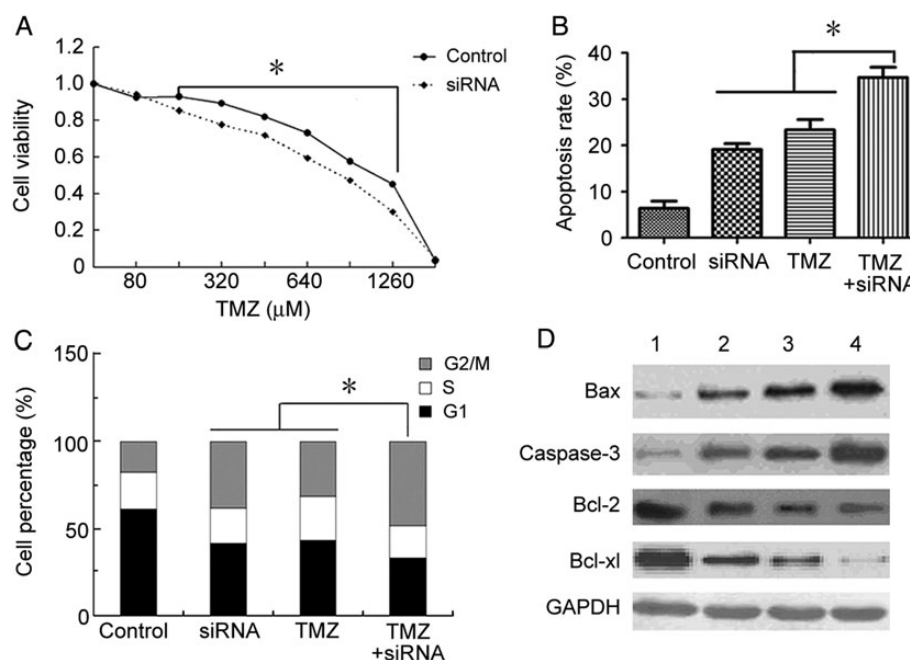 A
1.2
1.0
0.8
0.6
0.4
0.2
0
Cell viability
80 320 640 1260
TMZ (μM)
*
Control
siRNA
B
40
30
20
10
0
Apoptosis rate (%)
*
Control siRNA TMZ TMZ
+siRNA
C
150
100
50
0
Cell percentage (%)
G2/M
S
G1
*
Control siRNA TMZ TMZ
+siRNA
D
1 2 3 4
Bax
Caspase-3
Bcl-2
Bcl-xl
GAPDH